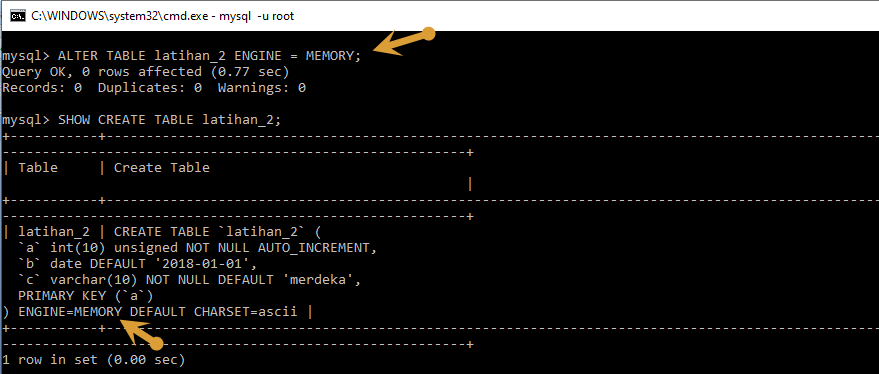 C:\WINDOWS\system32\cmd.exe - mysql -u root
mysql> ALTER TABLE latihan_2 ENGINE = MEMORY;
Query OK, 0 rows affected (0.77 sec)
Records: 0  Duplicates: 0  Warnings: 0
mysql> SHOW CREATE TABLE latihan_2;
+-----------+------------------------------------------------------------------------------------------------
----------------------------------------------------------+
| Table     | Create Table
|
+-----------+------------------------------------------------------------------------------------------------
----------------------------------------------------------+
| latihan_2 | CREATE TABLE `latihan_2` (
  `a` int(10) unsigned NOT NULL AUTO_INCREMENT,
  `b` date DEFAULT '2018-01-01',
  `c` varchar(10) NOT NULL DEFAULT 'merdeka',
  PRIMARY KEY (`a`)
) ENGINE=MEMORY DEFAULT CHARSET=ascii |
+-----------+------------------------------------------------------------------------------------------------
----------------------------------------------------------+
1 row in set (0.00 sec)